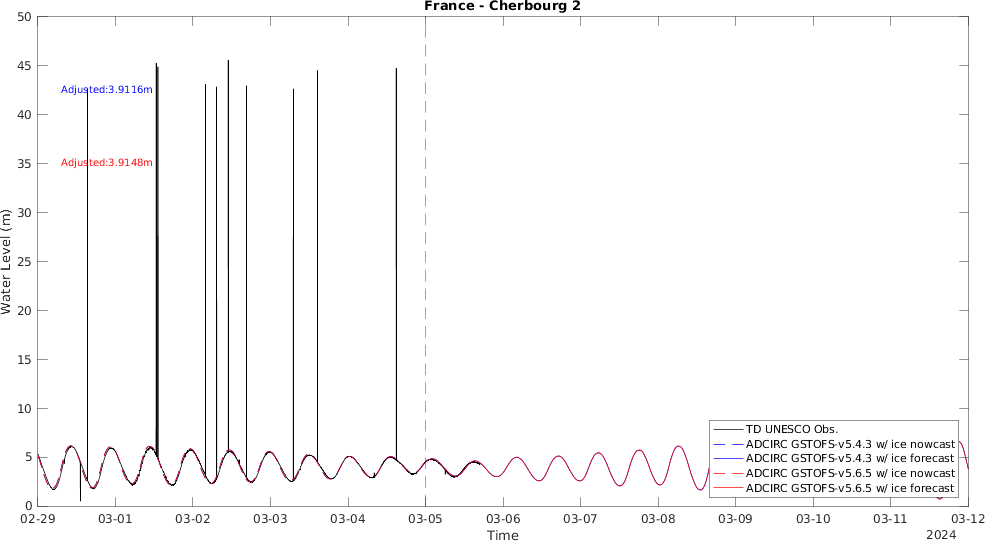 France - Cherbourg 2
50
45
40
35
30
25
20
15
10
5
0
Water Level (m)
Adjusted:3.9116m
Adjusted:3.9148m
TD UNESCO Obs.
ADCIRC GSTOFS-v5.4.3 w/ ice nowcast
ADCIRC GSTOFS-v5.4.3 w/ ice forecast
ADCIRC GSTOFS-v5.6.5 w/ ice nowcast
ADCIRC GSTOFS-v5.6.5 w/ ice forecast
02-29 03-01 03-02 03-03 03-04 03-05 03-06 03-07 03-08 03-09 03-10 03-11 03-12
Time
2024